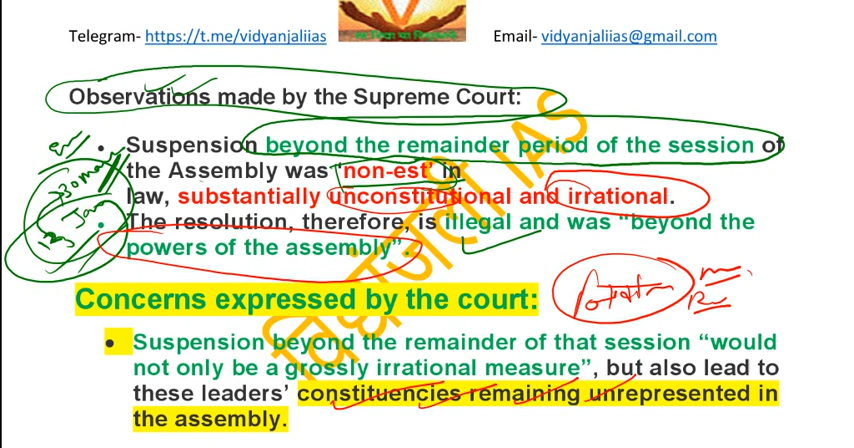 Telegram- https://t.me/vidyanjaliias Email- vidyanjaliias@gmail.com
Observations made by the Supreme Court:
• Suspension beyond the remainder period of the session of
the Assembly was ‘non-est’ in
law, substantially unconstitutional and irrational.
• The resolution, therefore, is illegal and was “beyond the
powers of the assembly”.
Concerns expressed by the court:
• Suspension beyond the remainder of that session “would
not only be a grossly irrational measure”, but also lead to
these leaders’ constituencies remaining unrepresented in
the assembly.
विद्यांजली IAS